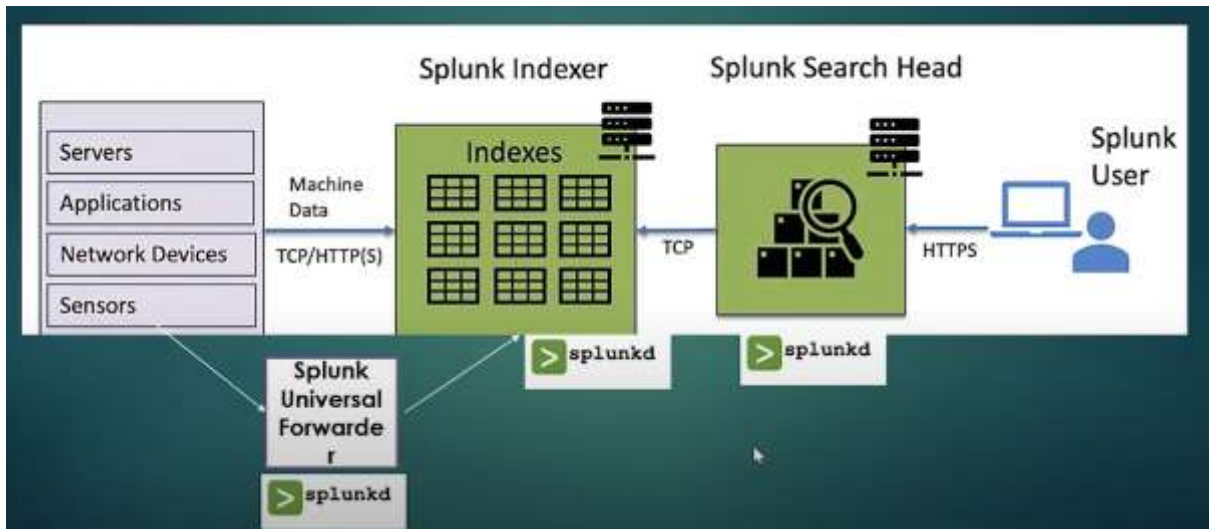 Splunk Indexer
Splunk Search Head
Servers
Applications
Network Devices
Sensors
Machine
Data
TCP/HTTP(S)
Indexes
TCP
HTTPS
Splunk
User
splunkd
splunkd
Splunk
Universal
Forwarde
r
splunkd